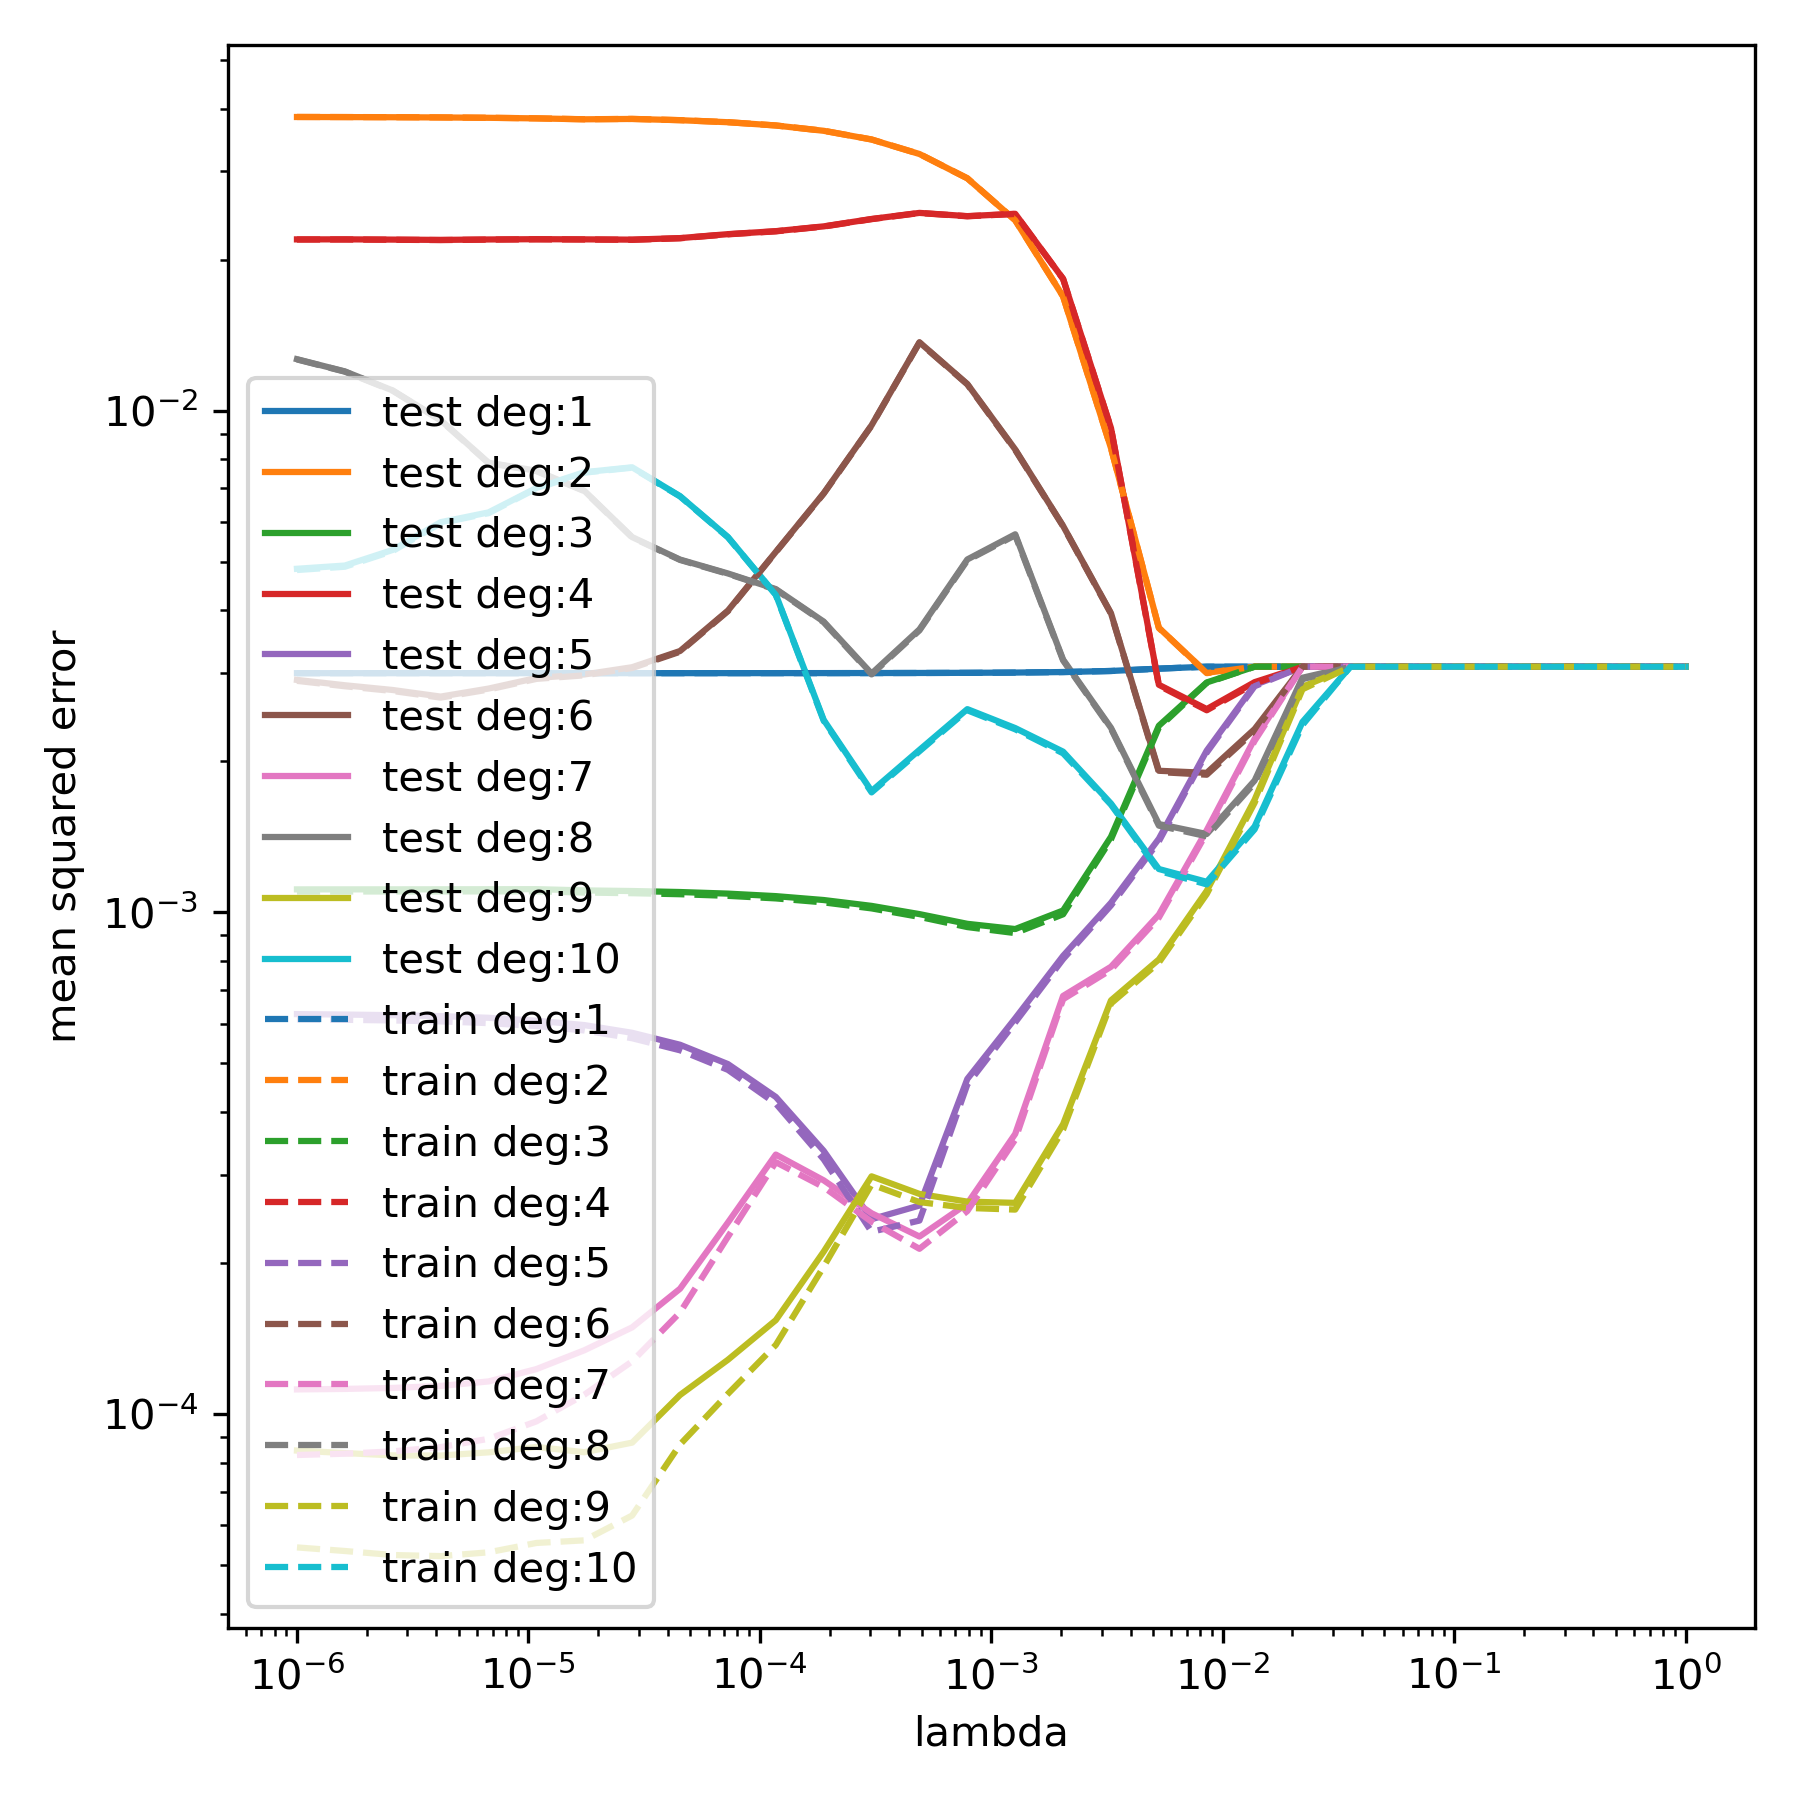 mean squared error
10⁻²
10⁻³
10⁻⁴
test deg:1
test deg:2
test deg:3
test deg:4
test deg:5
test deg:6
test deg:7
test deg:8
test deg:9
test deg:10
train deg:1
train deg:2
train deg:3
train deg:4
train deg:5
train deg:6
train deg:7
train deg:8
train deg:9
train deg:10
10⁻⁶ 10⁻⁵ 10⁻⁴ 10⁻³ 10⁻² 10⁻¹ 10⁰
lambda